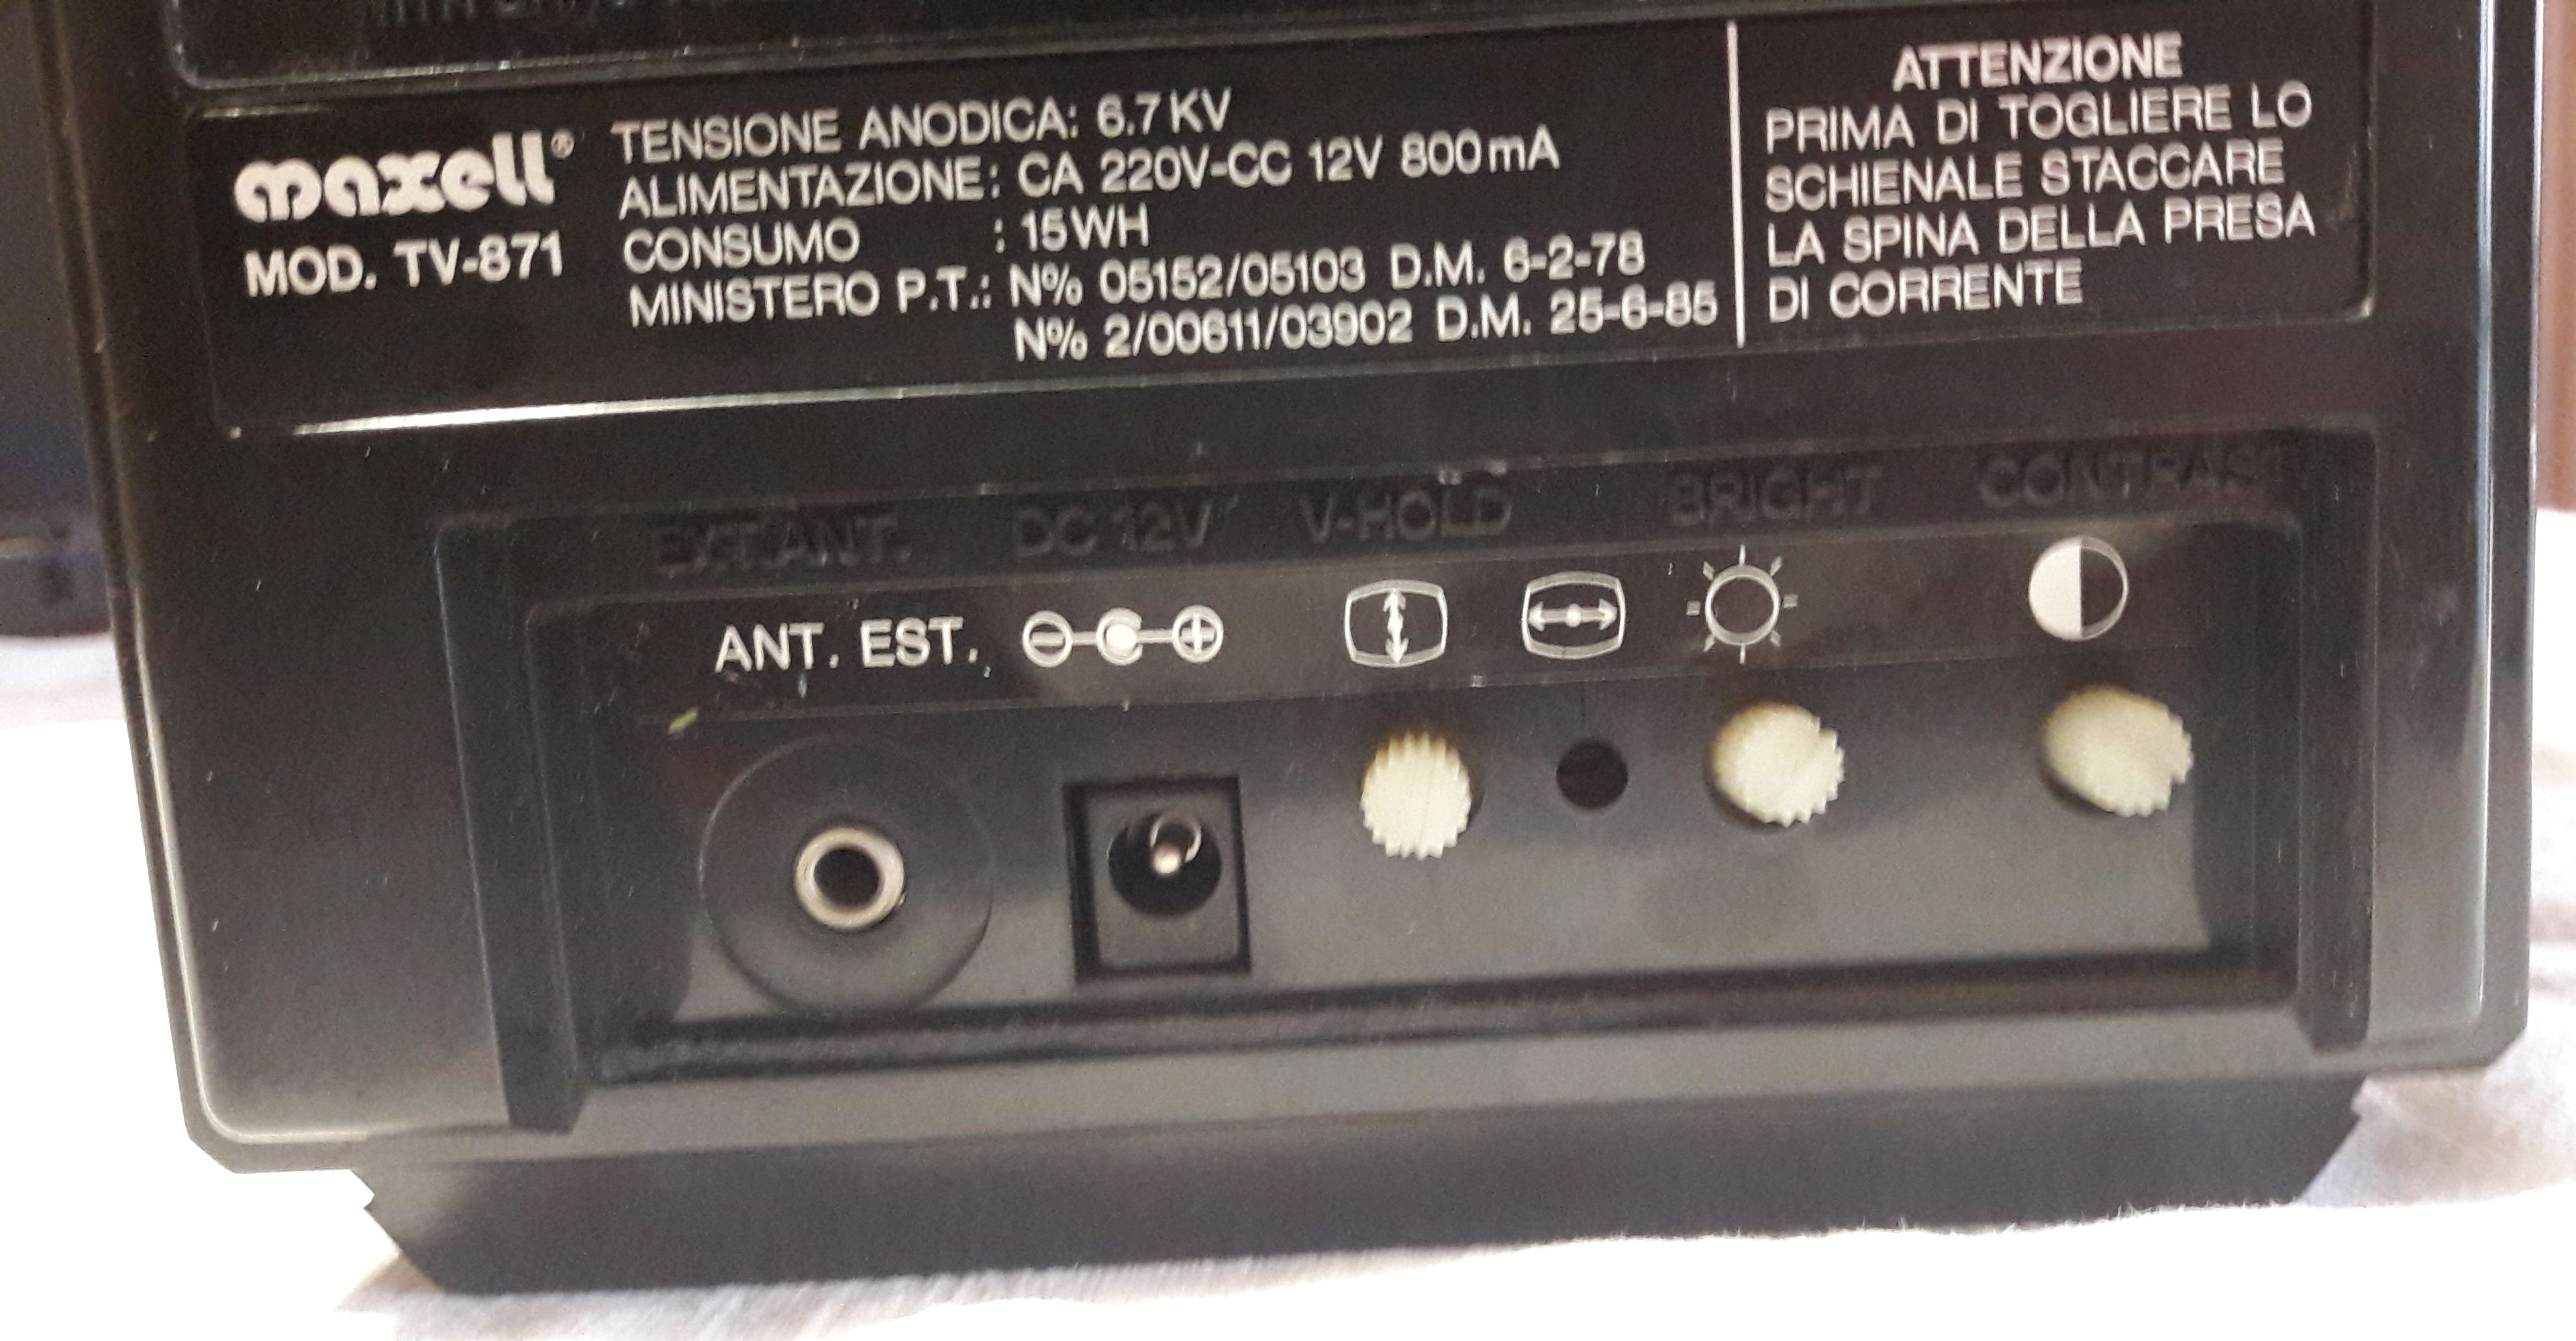 maxell®
MOD. TV-871
TENSIONE ANODICA: 6.7 KV
ALIMENTAZIONE: CA 220V-CC 12V 800mA
CONSUMO : 15WH
MINISTERO P.T.: N% 05152/05103 D.M. 6-2-78
N% 2/00611/03902 D.M. 25-6-85
ATTENZIONE
PRIMA DI TOGLIERE LO
SCHIENALE STACCARE
LA SPINA DELLA PRESA
DI CORRENTE
EXT.ANT. DC 12V V-HOLD BRIGHT CONTRAST
ANT. EST.